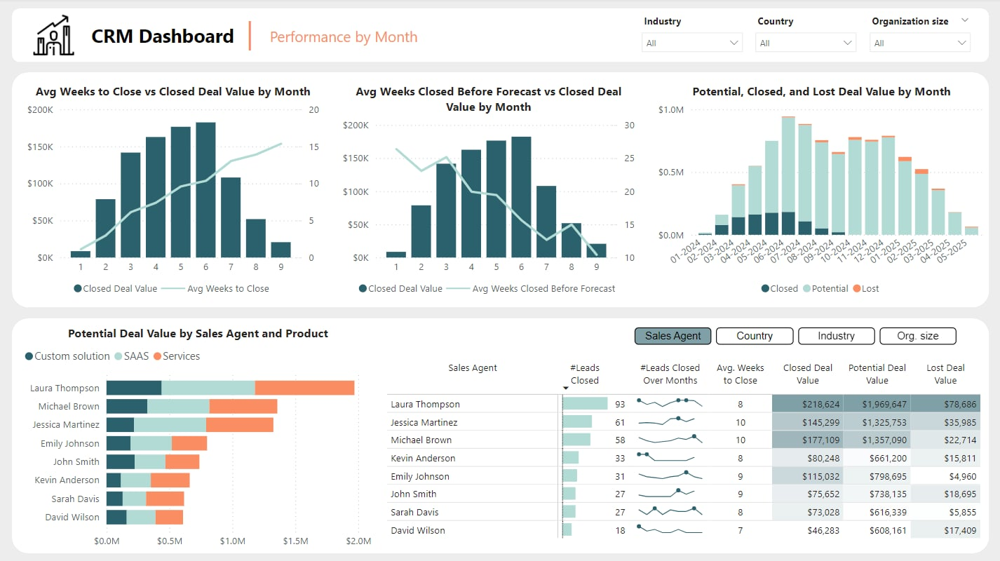 CRM Dashboard
Performance by Month
Industry
All
Country
All
Organization size
All
Avg Weeks to Close vs Closed Deal Value by Month
$200K
$150K
$100K
$50K
$0K
20
15
10
5
0
1 2 3 4 5 6 7 8 9
Closed Deal Value Avg Weeks to Close
Avg Weeks Closed Before Forecast vs Closed Deal
Value by Month
$200K
$150K
$100K
$50K
$0K
30
25
20
15
10
1 2 3 4 5 6 7 8 9
Closed Deal Value Avg Weeks Closed Before Forecast
Potential, Closed, and Lost Deal Value by Month
$1.0M
$0.5M
$0.0M
01-2024
02-2024
03-2024
04-2024
05-2024
06-2024
07-2024
08-2024
09-2024
10-2024
11-2024
12-2024
01-2025
02-2025
03-2025
04-2025
05-2025
Closed Potential Lost
Potential Deal Value by Sales Agent and Product
Custom solution SAAS Services
Laura Thompson
Michael Brown
Jessica Martinez
Emily Johnson
John Smith
Kevin Anderson
Sarah Davis
David Wilson
$0.0M $0.5M $1.0M $1.5M $2.0M
Sales Agent Country Industry Org. size
Sales Agent #Leads #Leads Closed Avg. Weeks Closed Deal Potential Deal Lost Deal
Closed Over Months to Close Value Value Value
Laura Thompson 93 8 $218,624 $1,969,647 $78,686
Jessica Martinez 61 10 $145,299 $1,325,753 $35,985
Michael Brown 58 10 $177,109 $1,357,090 $22,714
Kevin Anderson 33 8 $80,248 $661,200 $15,811
Emily Johnson 31 9 $115,032 $798,695 $4,960
John Smith 27 9 $75,652 $738,135 $18,695
Sarah Davis 27 8 $73,028 $616,339 $5,855
David Wilson 18 7 $46,283 $608,161 $17,409